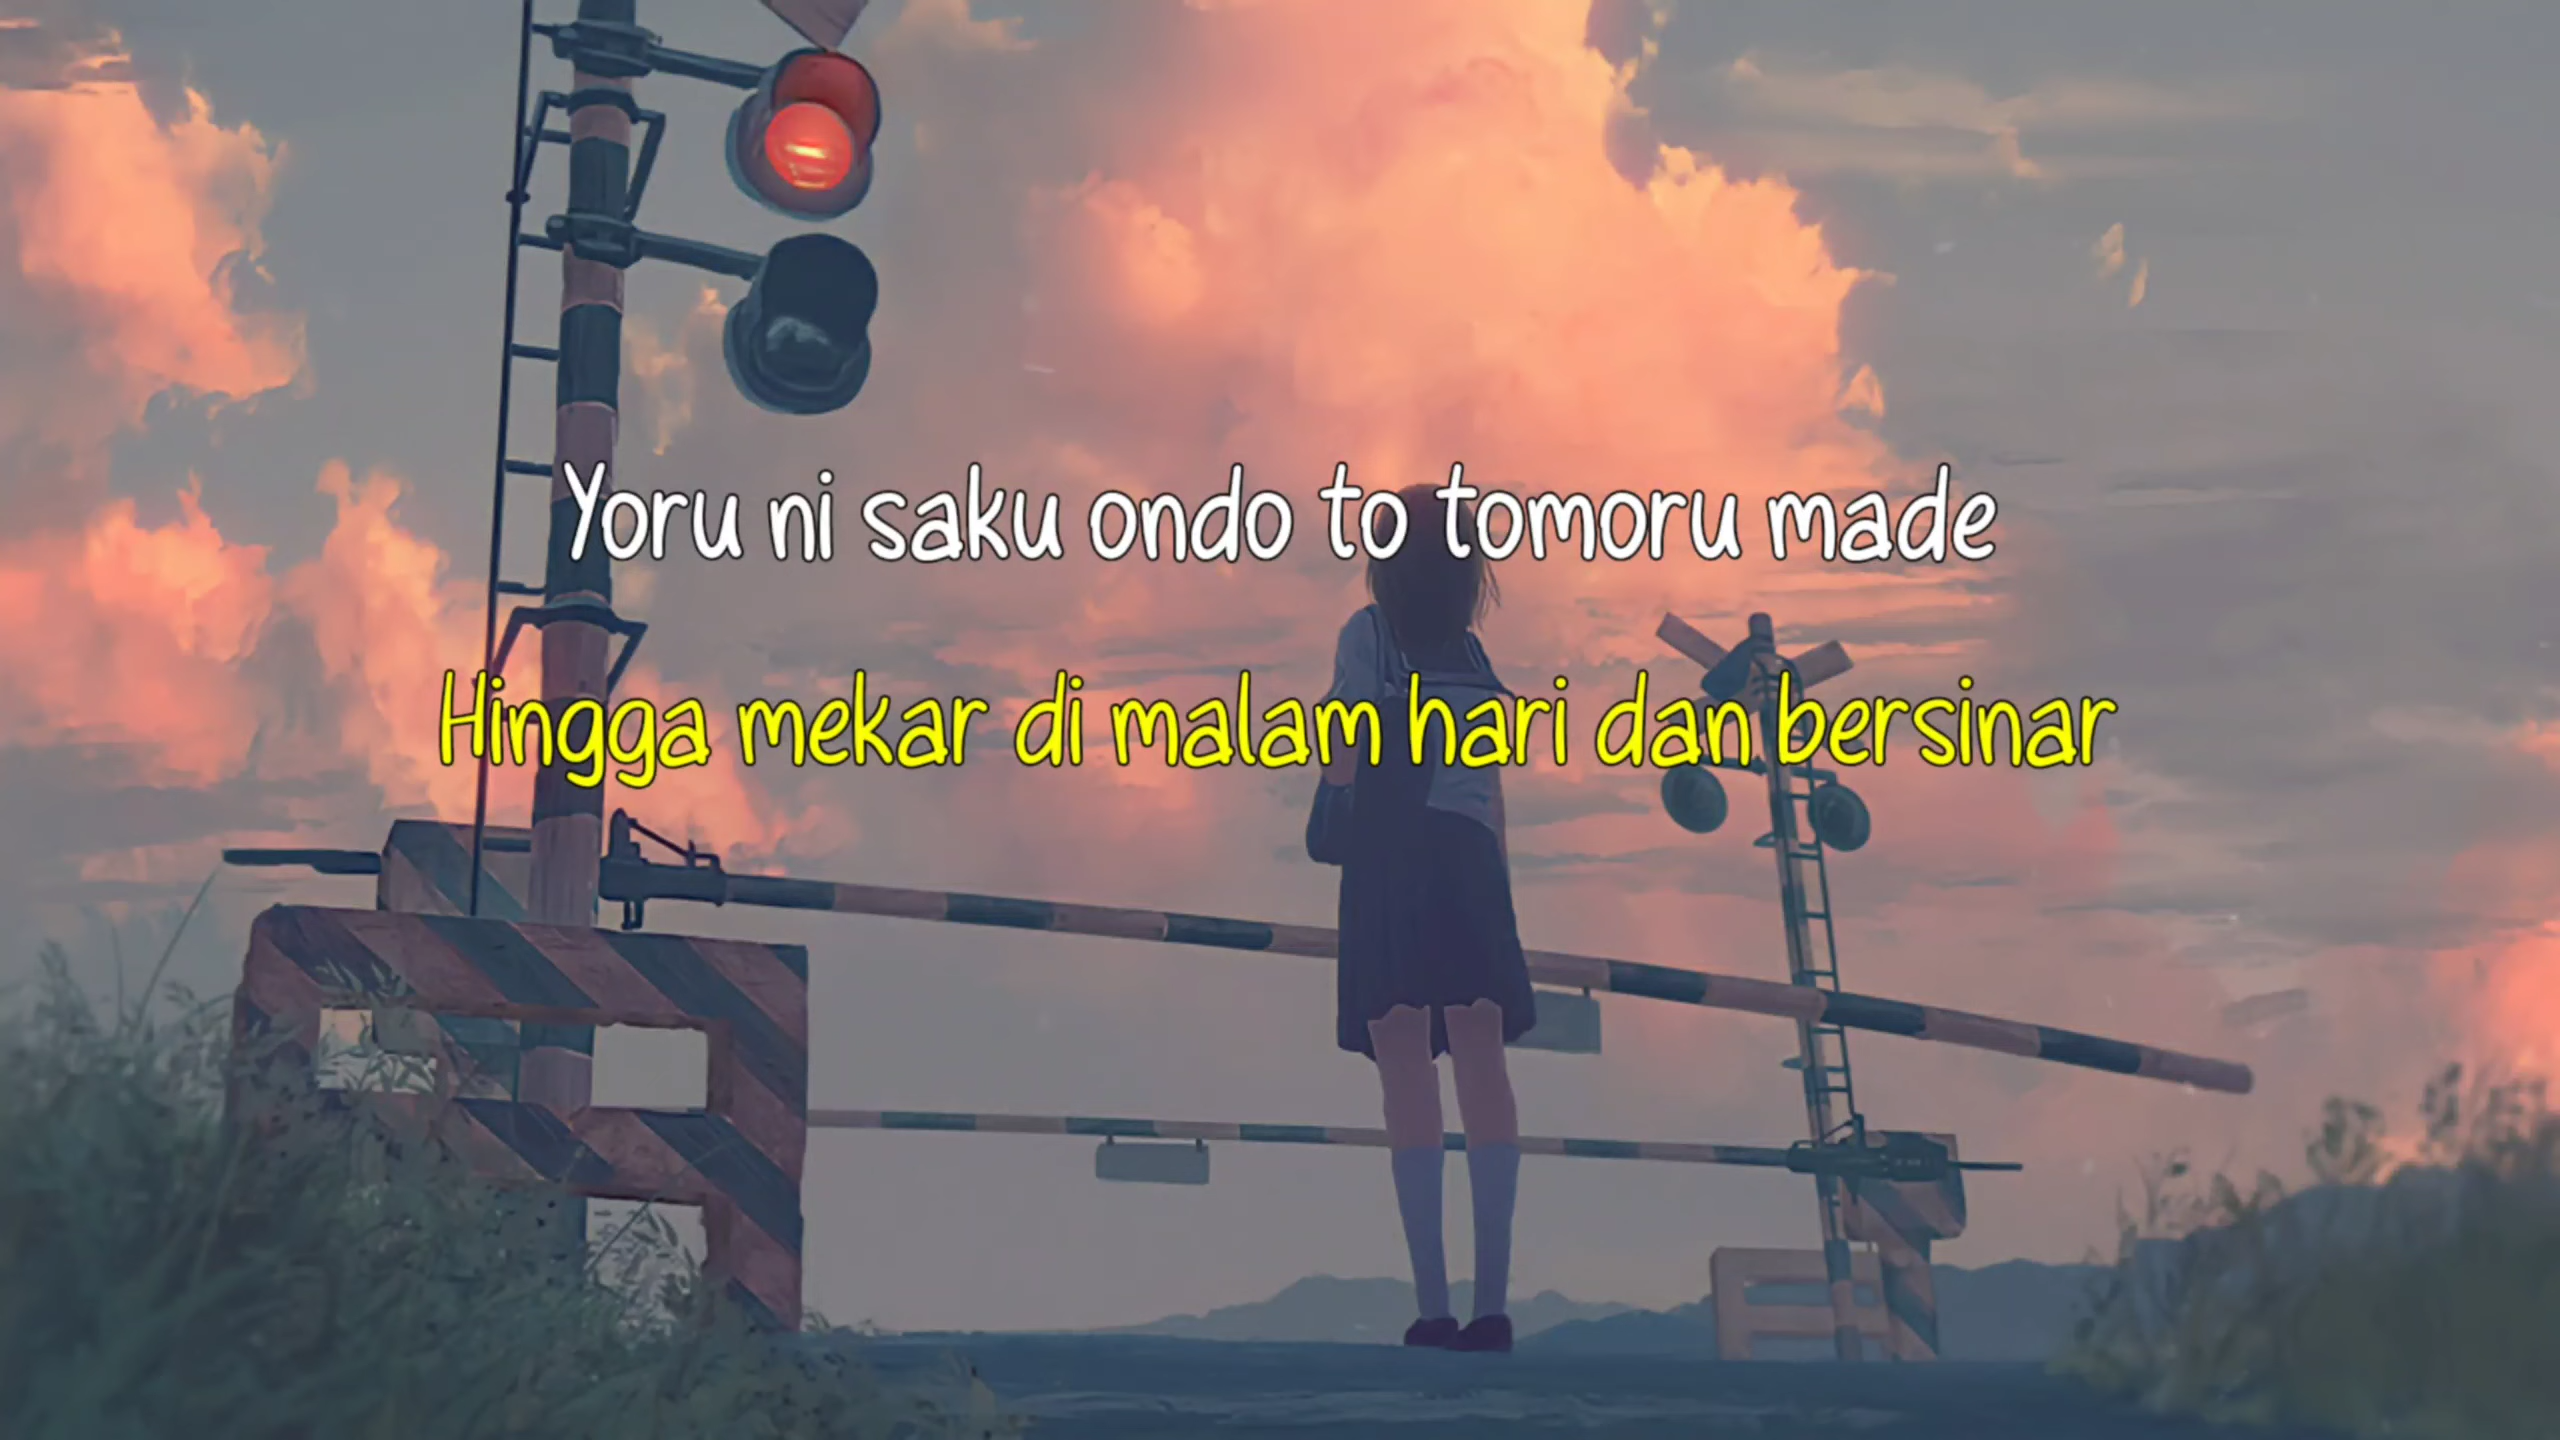 Yoru ni saku ondo to tomoru made
Hingga mekar di malam hari dan bersinar